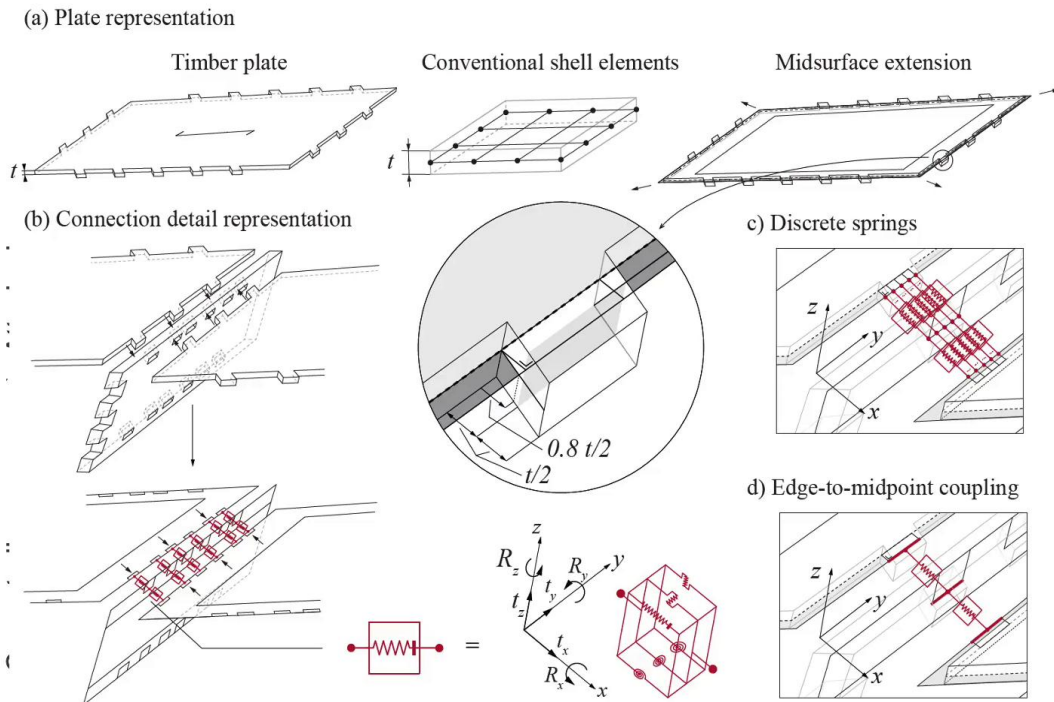 (a) Plate representation
Timber plate
Conventional shell elements
Midsurface extension
t
t
(b) Connection detail representation
c) Discrete springs
z
y
x
0.8 t/2
t/2
d) Edge-to-midpoint coupling
z
y
x
z
R_z
t_z
R_y
y
t_y
t_x
R_x
x
=